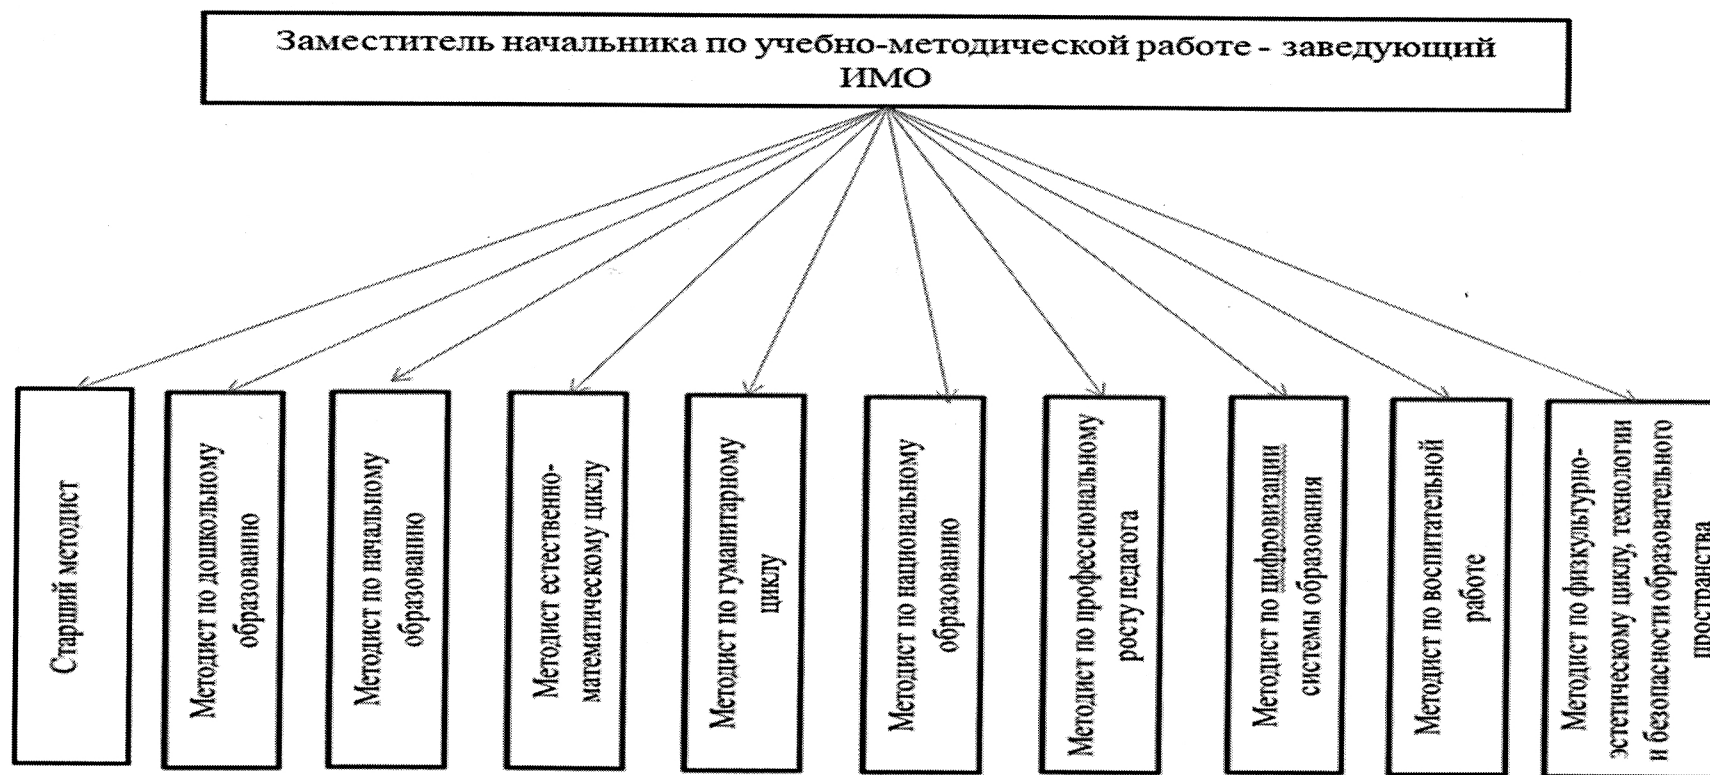 Заместитель начальника по учебно-методической работе - заведующий
ИМО
Старший методист
Методист по дошкольному
образованию
Методист по начальному
образованию
Методист естественно-
математическому циклу
Методист по гуманитарному
циклу
Методист по национальному
образованию
Методист по профессиональному
росту педагога
Методист по цифровизации
системы образования
Методист по воспитательной
работе
Методист по физкультурно-
эстетическому циклу, технологии
и безопасности образовательного
пространства